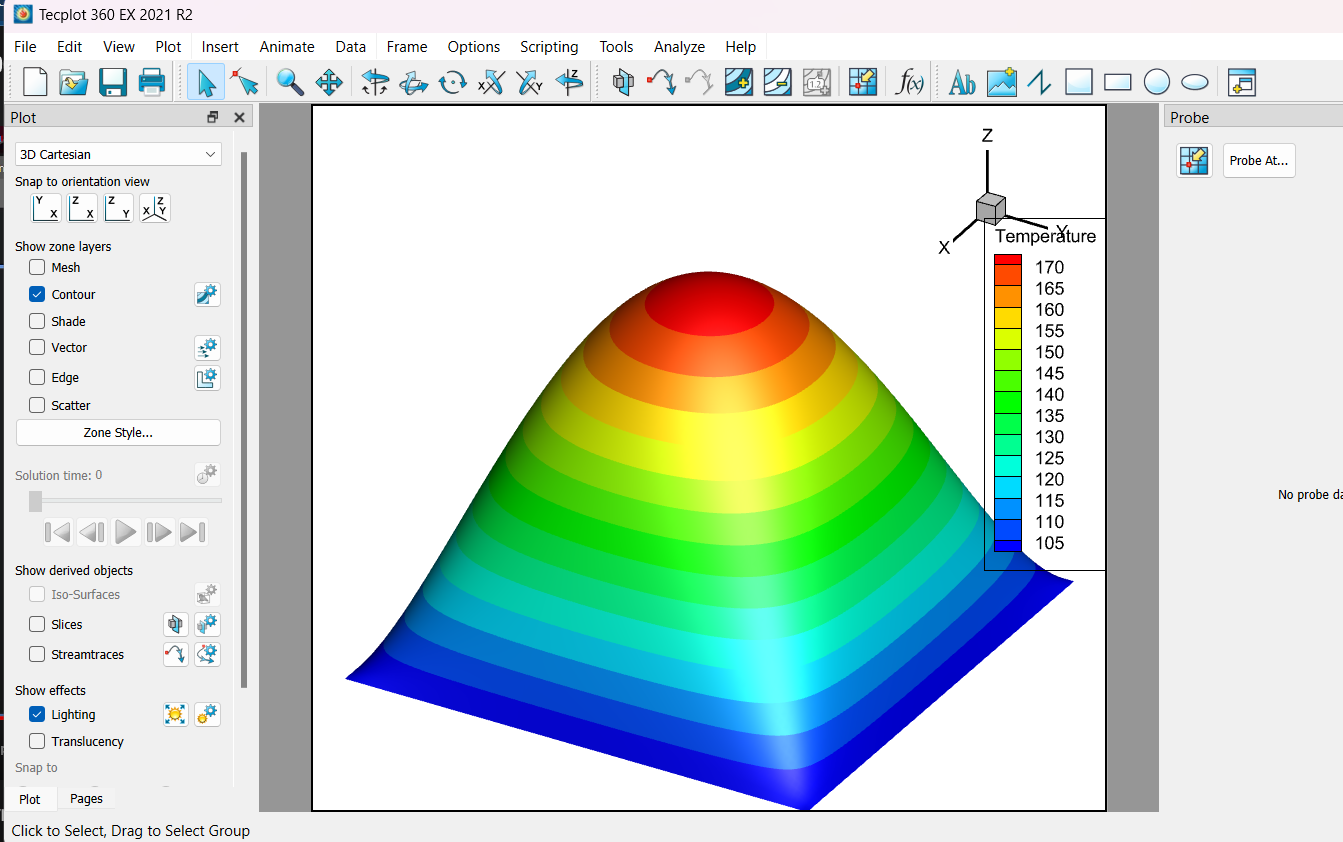 Tecplot 360 EX 2021 R2
File Edit View Plot Insert Animate Data Frame Options Scripting Tools Analyze Help
Plot
3D Cartesian
Snap to orientation view
Y X Z X Z Y X Z Y
Show zone layers
Mesh
Contour
Shade
Vector
Edge
Scatter
Zone Style...
Solution time: 0
Show derived objects
Iso-Surfaces
Slices
Streamtraces
Show effects
Lighting
Translucency
Snap to
Plot Pages
Click to Select, Drag to Select Group
Z
X
Y
Temperature
170
165
160
155
150
145
140
135
130
125
120
115
110
105
Probe
Probe At...
No probe da